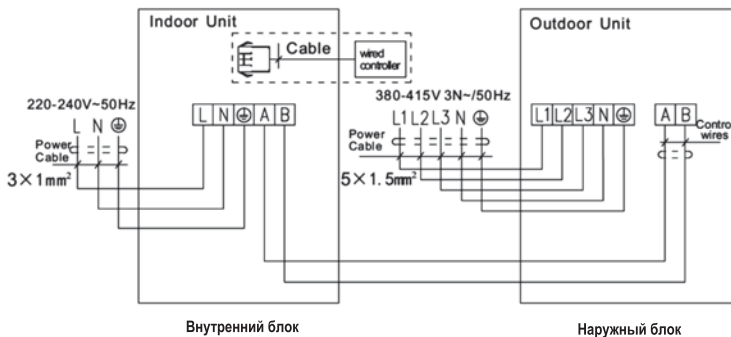 Indoor Unit
Outdoor Unit
Cable
wired
controller
220-240V~50Hz
L N ⏚
L N ⏚ A B
380-415V 3N~/50Hz
L1 L2 L3 N ⏚
L1 L2 L3 N ⏚
A B
Power
Cable
3×1mm²
Power
Cable
5×1.5mm²
Contro
wires
Внутренний блок
Наружный блок